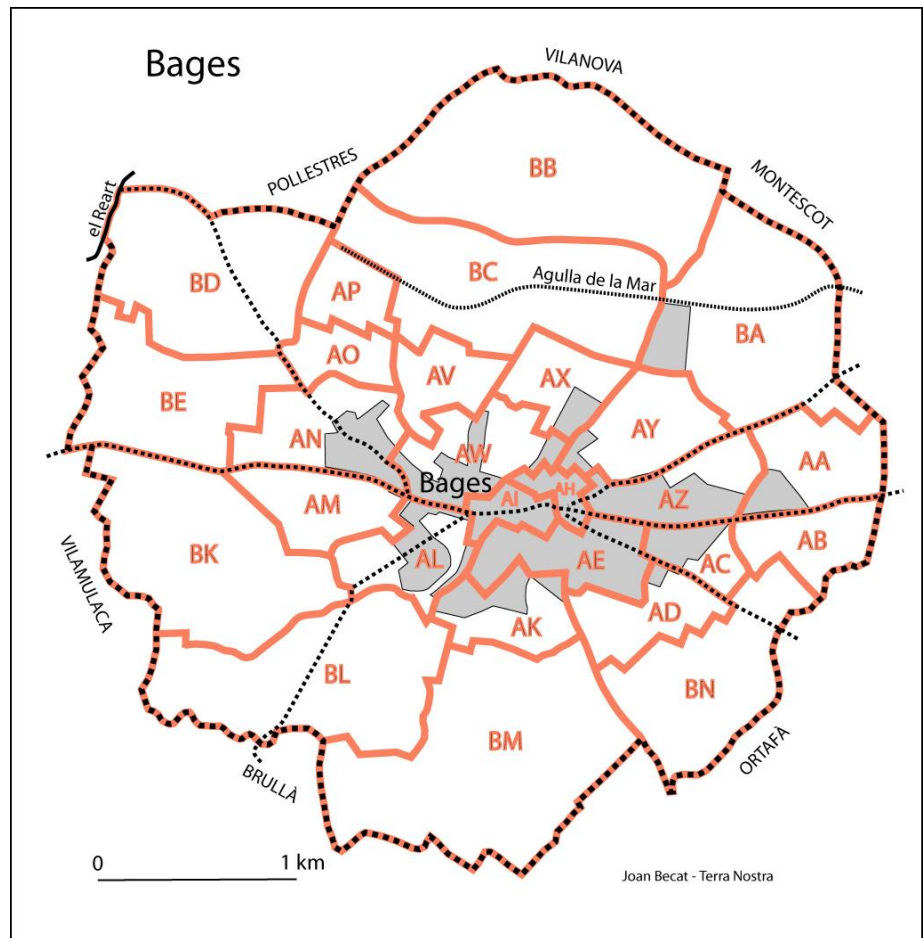 Bages
VILANOVA
POLLESTRES
MONTESCOT
el Reart
BB
BC
BD
Agulla de la Mar
AP
BA
AO
AV
AX
BE
AN
AW
AY
AA
Bages
AH
AI
AZ
AM
AB
BK
AL
AE
AC
VILAMULACA
AD
AK
BL
BN
BM
ORTAFÀ
BRULLÀ
0 1 km
Joan Becat - Terra Nostra